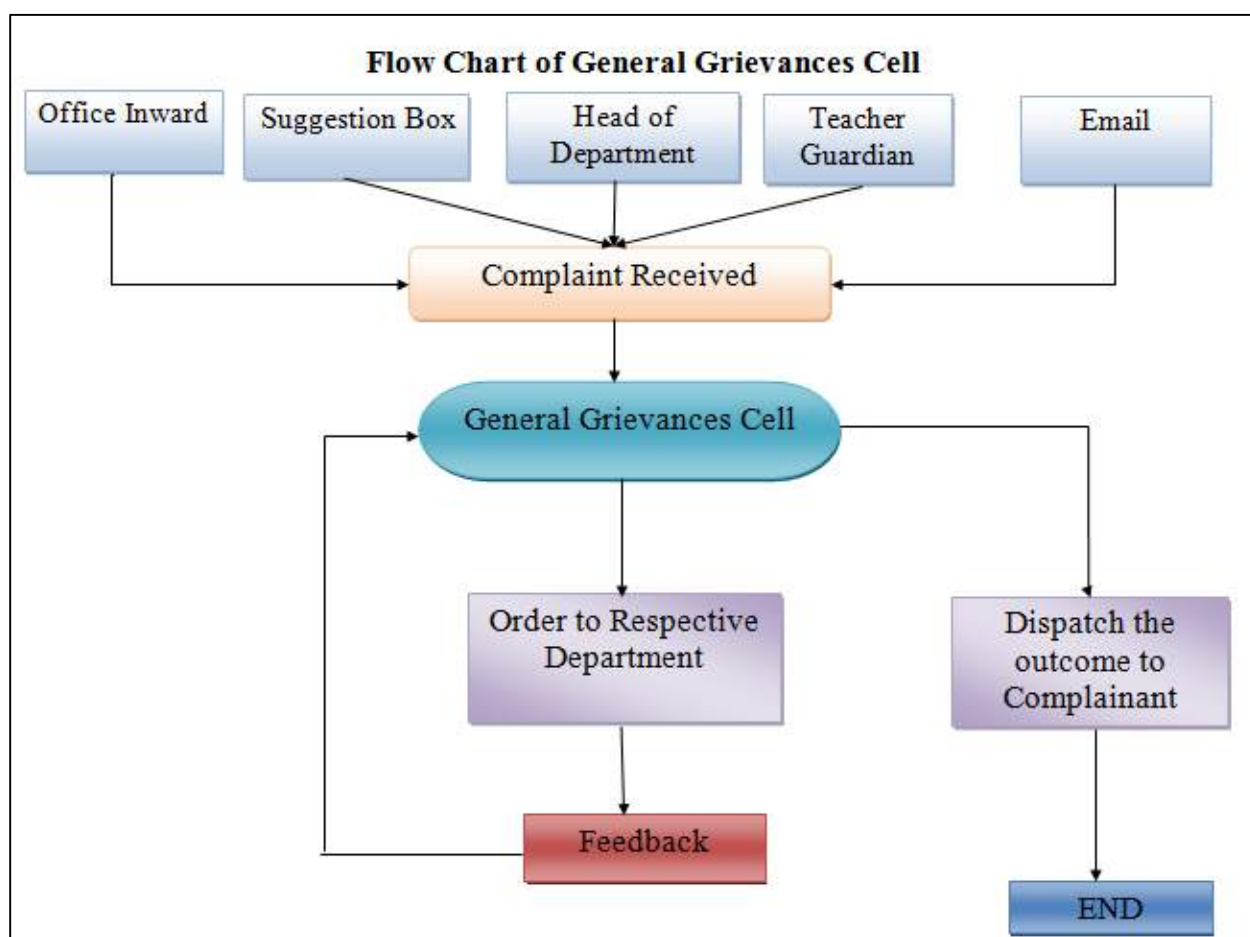 Flow Chart of General Grievances Cell
Office Inward
Suggestion Box
Head of
Department
Teacher
Guardian
Email
Complaint Received
General Grievances Cell
Order to Respective
Department
Dispatch the
outcome to
Complainant
Feedback
END